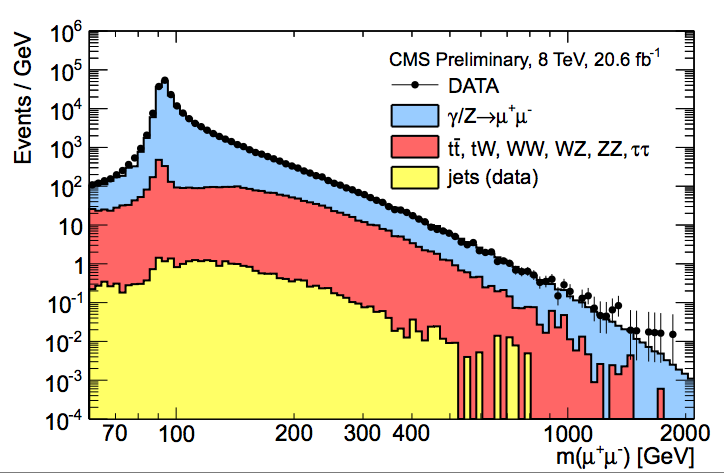 Events / GeV
10⁶
10⁵
10⁴
10³
10²
10
1
10⁻¹
10⁻²
10⁻³
10⁻⁴
CMS Preliminary, 8 TeV, 20.6 fb⁻¹
DATA
γ/Z→μ⁺μ⁻
tt̄, tW, WW, WZ, ZZ, ττ
jets (data)
70 100 200 300 400 1000 2000
m(μ⁺μ⁻) [GeV]